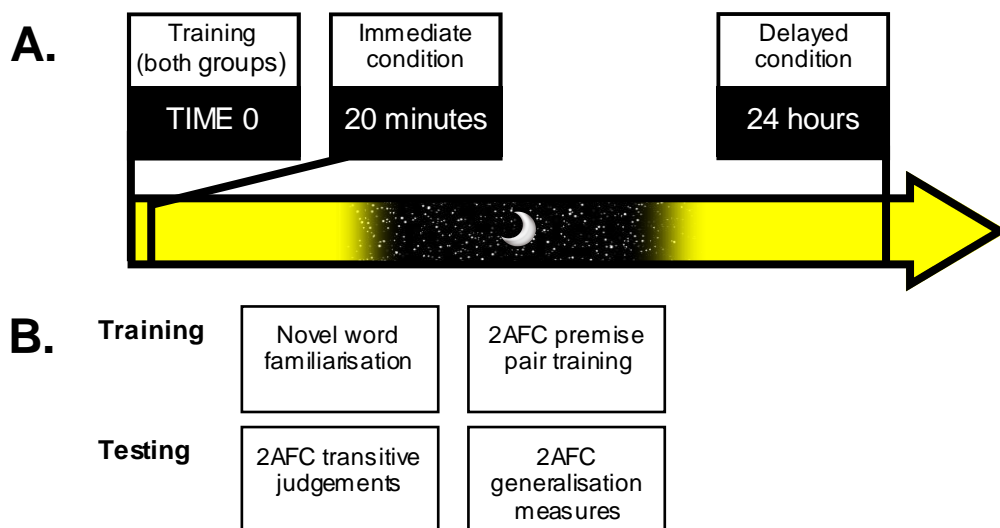 A.
Training
(both groups)
TIME 0
Immediate
condition
20 minutes
Delayed
condition
24 hours
B.
Training
Novel word
familiarisation
2AFC premise
pair training
Testing
2AFC transitive
judgements
2AFC
generalisation
measures